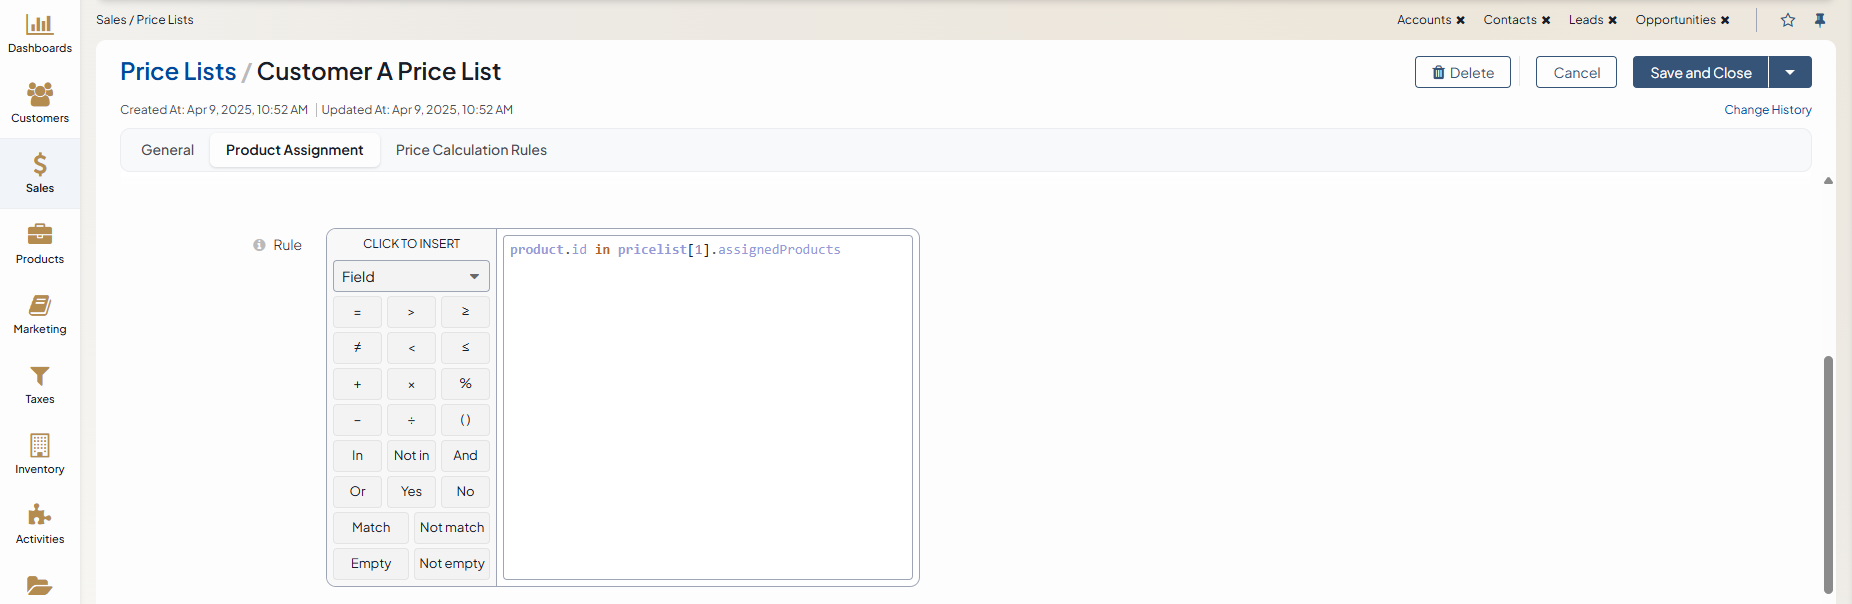 Dashboards
Customers
Sales
Products
Marketing
Taxes
Inventory
Activities
Sales / Price Lists
Accounts ✖ Contacts ✖ Leads ✖ Opportunities ✖
Price Lists / Customer A Price List
Delete Cancel Save and Close
Created At: Apr 9, 2025, 10:52 AM | Updated At: Apr 9, 2025, 10:52 AM
Change History
General Product Assignment Price Calculation Rules
Rule
CLICK TO INSERT
Field
= > ≥
≠ < ≤
+ × %
− ÷ ()
In Not in And
Or Yes No
Match Not match
Empty Not empty
product.id in pricelist[1].assignedProducts